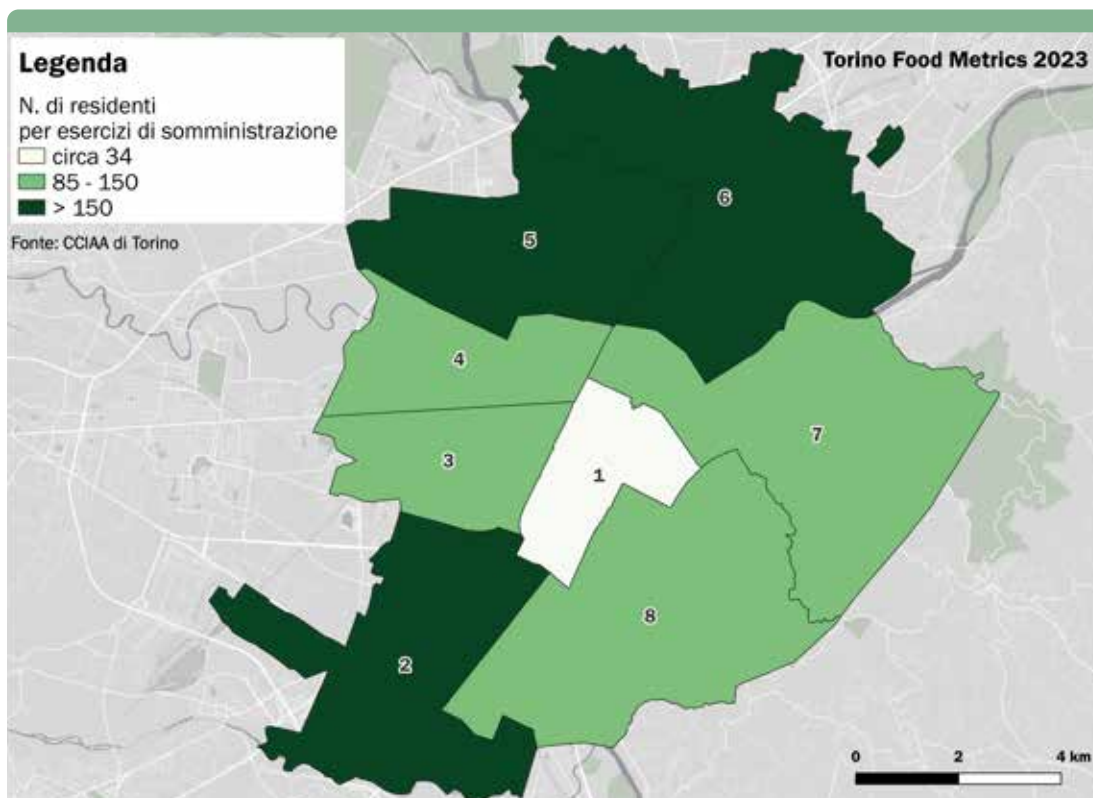 Legenda
N. di residenti
per esercizi di somministrazione
circa 34
85 - 150
> 150
Fonte: CCIAA di Torino
Torino Food Metrics 2023
6
5
4
7
3
1
8
2
0 2 4 km